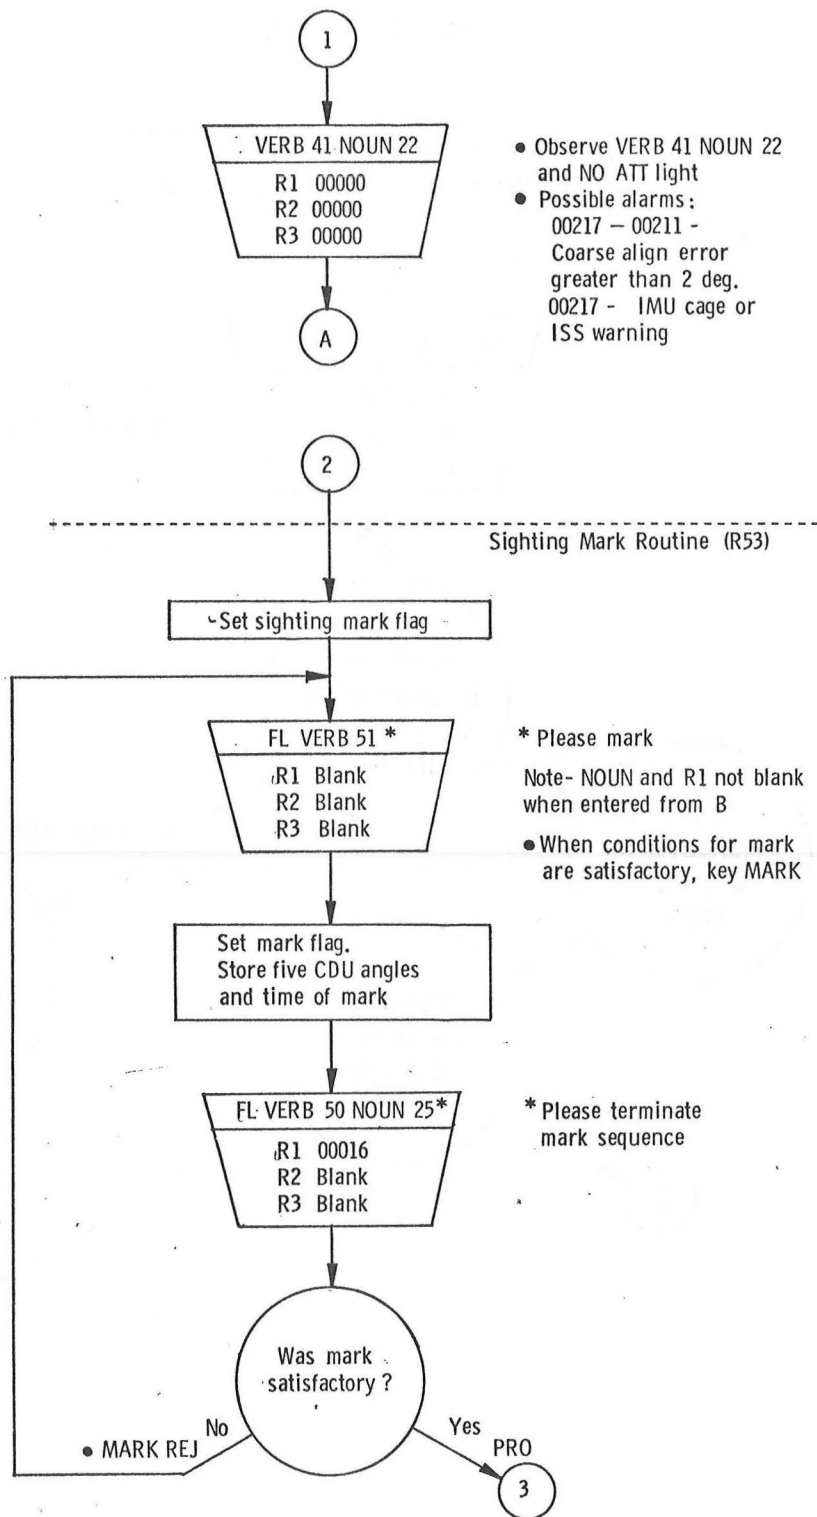 1
VERB 41 NOUN 22
R1 00000
R2 00000
R3 00000
• Observe VERB 41 NOUN 22
and NO ATT light
• Possible alarms:
00217 – 00211 -
Coarse align error
greater than 2 deg.
00217 - IMU cage or
ISS warning
A
2
Sighting Mark Routine (R53)
Set sighting mark flag
FL VERB 51 *
R1 Blank
R2 Blank
R3 Blank
* Please mark
Note- NOUN and R1 not blank
when entered from B
• When conditions for mark
are satisfactory, key MARK
Set mark flag.
Store five CDU angles
and time of mark
FL VERB 50 NOUN 25*
R1 00016
R2 Blank
R3 Blank
* Please terminate
mark sequence
Was mark
satisfactory ?
No
• MARK REJ
Yes
PRO
3